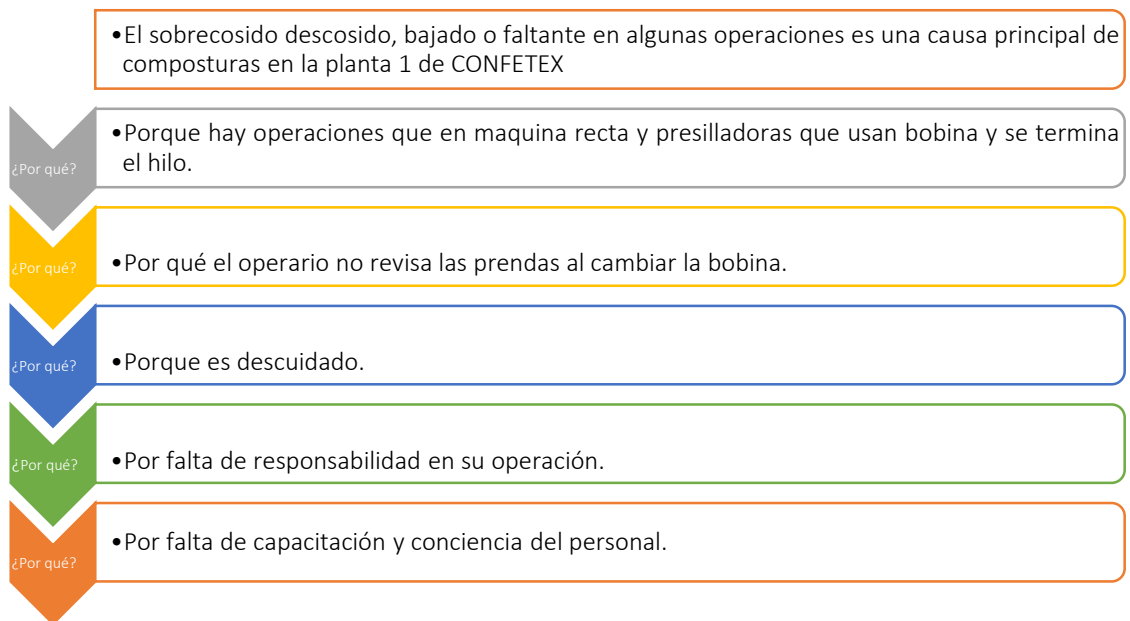 •El sobrecosido descosido, bajado o faltante en algunas operaciones es una causa principal de
composturas en la planta 1 de CONFETEX
¿Por qué?
•Porque hay operaciones que en maquina recta y presilladoras que usan bobina y se termina
el hilo.
¿Por qué?
•Por qué el operario no revisa las prendas al cambiar la bobina.
¿Por qué?
•Porque es descuidado.
¿Por qué?
•Por falta de responsabilidad en su operación.
¿Por qué?
•Por falta de capacitación y conciencia del personal.